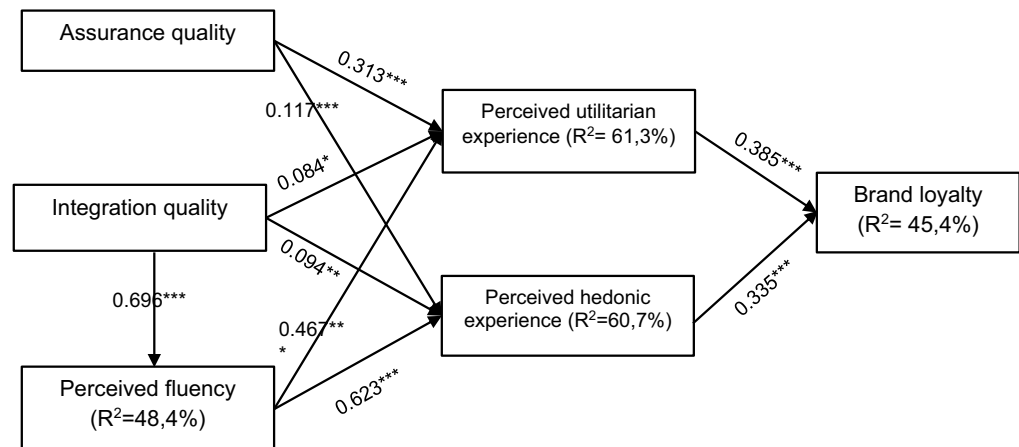 Assurance quality
0.313***
0.117***
Perceived utilitarian
experience (R²= 61,3%)
0.385***
0.084*
Integration quality
Brand loyalty
(R²= 45,4%)
0.094**
0.696***
Perceived hedonic
experience (R²=60,7%)
0.335***
0.467**
*
0.623***
Perceived fluency
(R²=48,4%)